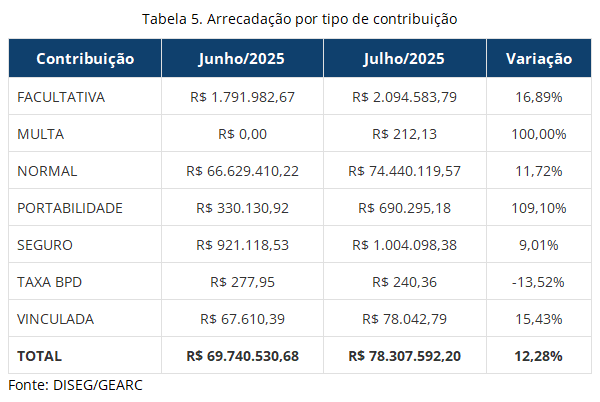 Tabela 5. Arrecadação por tipo de contribuição
Contribuição Junho/2025 Julho/2025 Variação
FACULTATIVA R$ 1.791.982,67 R$ 2.094.583,79 16,89%
MULTA R$ 0,00 R$ 212,13 100,00%
NORMAL R$ 66.629.410,22 R$ 74.440.119,57 11,72%
PORTABILIDADE R$ 330.130,92 R$ 690.295,18 109,10%
SEGURO R$ 921.118,53 R$ 1.004.098,38 9,01%
TAXA BPD R$ 277,95 R$ 240,36 -13,52%
VINCULADA R$ 67.610,39 R$ 78.042,79 15,43%
TOTAL R$ 69.740.530,68 R$ 78.307.592,20 12,28%
Fonte: DISEG/GEARC